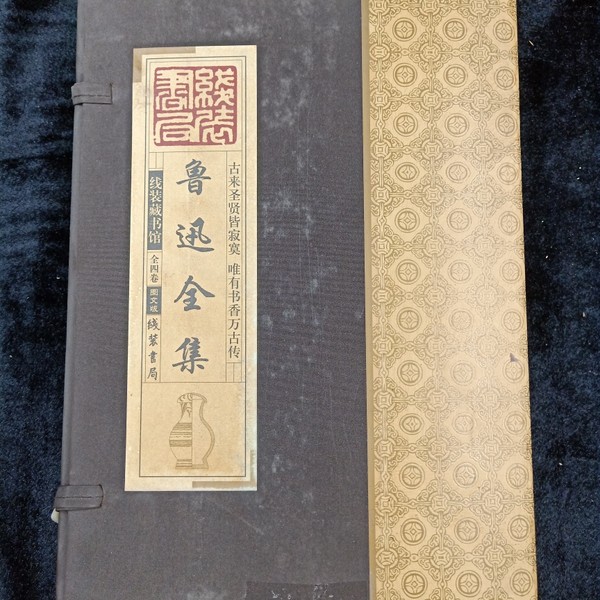 线装书局
古来圣贤皆寂寞 唯有书香万古传
鲁迅全集
线装藏书馆
全四卷
图文版
线装书局